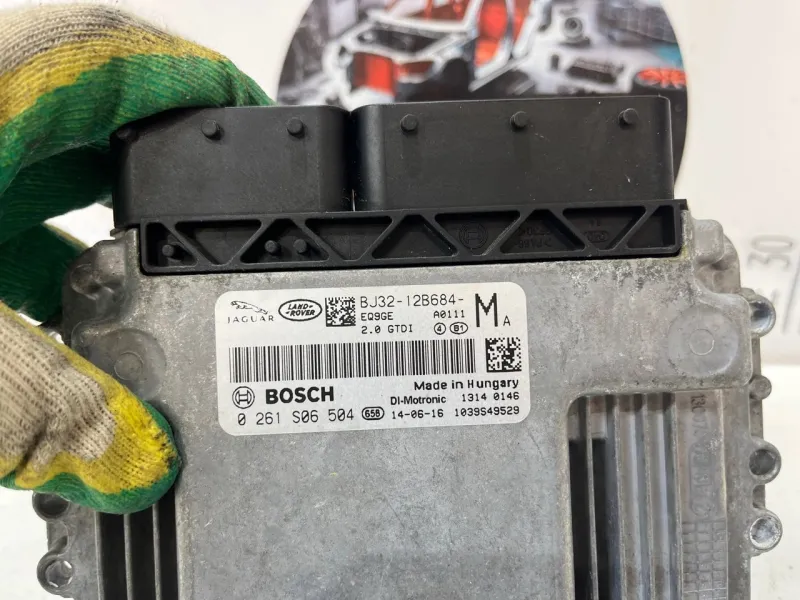 JAGUAR
LAND-
ROVER
BJ32-12B684-
EQ9GE A0111
2.0 GTDI 4 B1
M A
BOSCH
Made in Hungary
DI-Motronic 1314 0146
0 261 S06 504 658 14-06-16 1039S49529
30